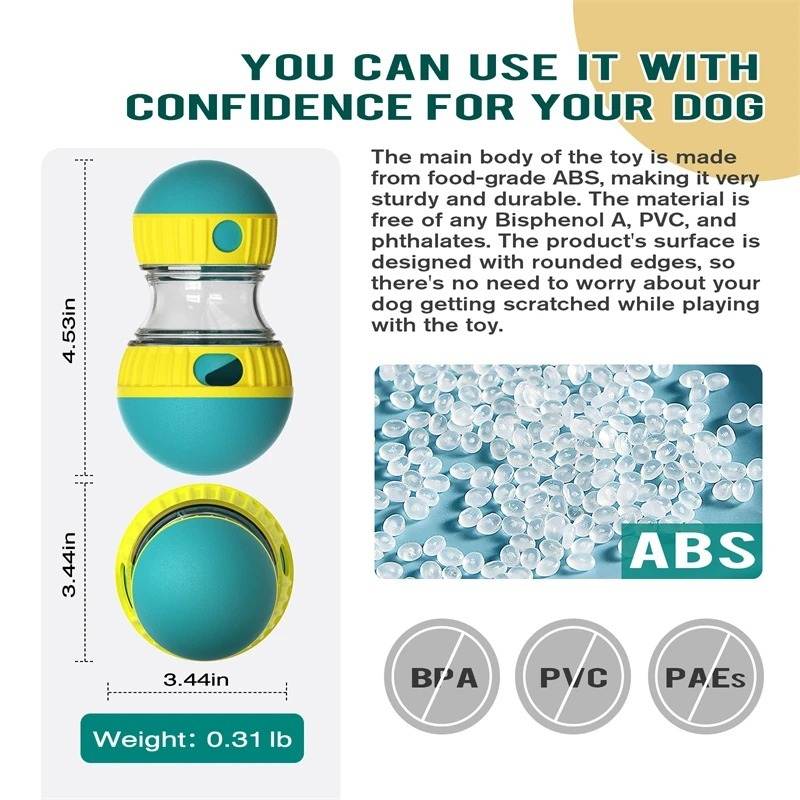 YOU CAN USE IT WITH
CONFIDENCE FOR YOUR DOG
The main body of the toy is made
from food-grade ABS, making it very
sturdy and durable. The material is
free of any Bisphenol A, PVC, and
phthalates. The product's surface is
designed with rounded edges, so
there's no need to worry about your
dog getting scratched while playing
with the toy.
4.53in
3.44in
3.44in
Weight: 0.31 lb
ABS
BPA
PVC
PAEs